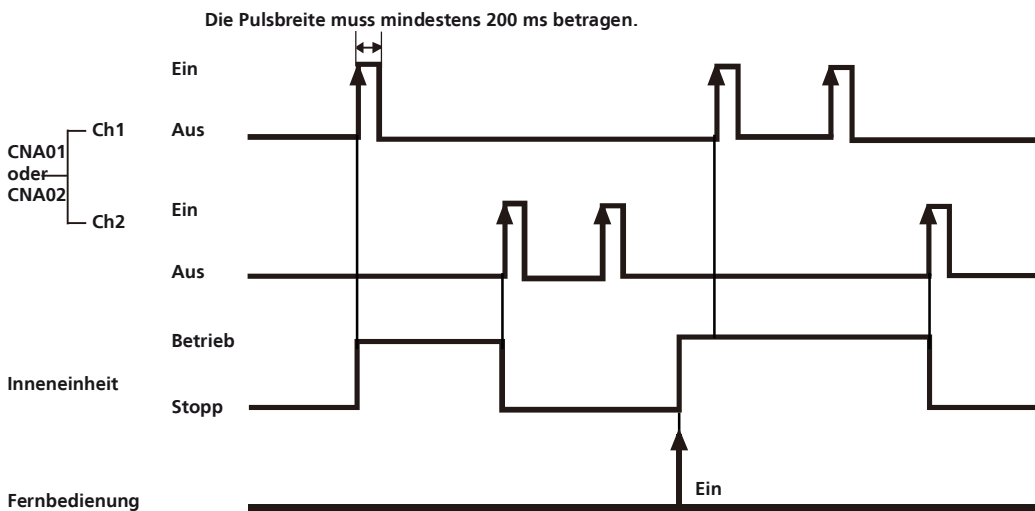 Die Pulsbreite muss mindestens 200 ms betragen.
Ein
Aus
Ch1
CNA01
oder
CNA02
Ein
Ch2
Aus
Betrieb
Inneneinheit
Stopp
Ein
Fernbedienung